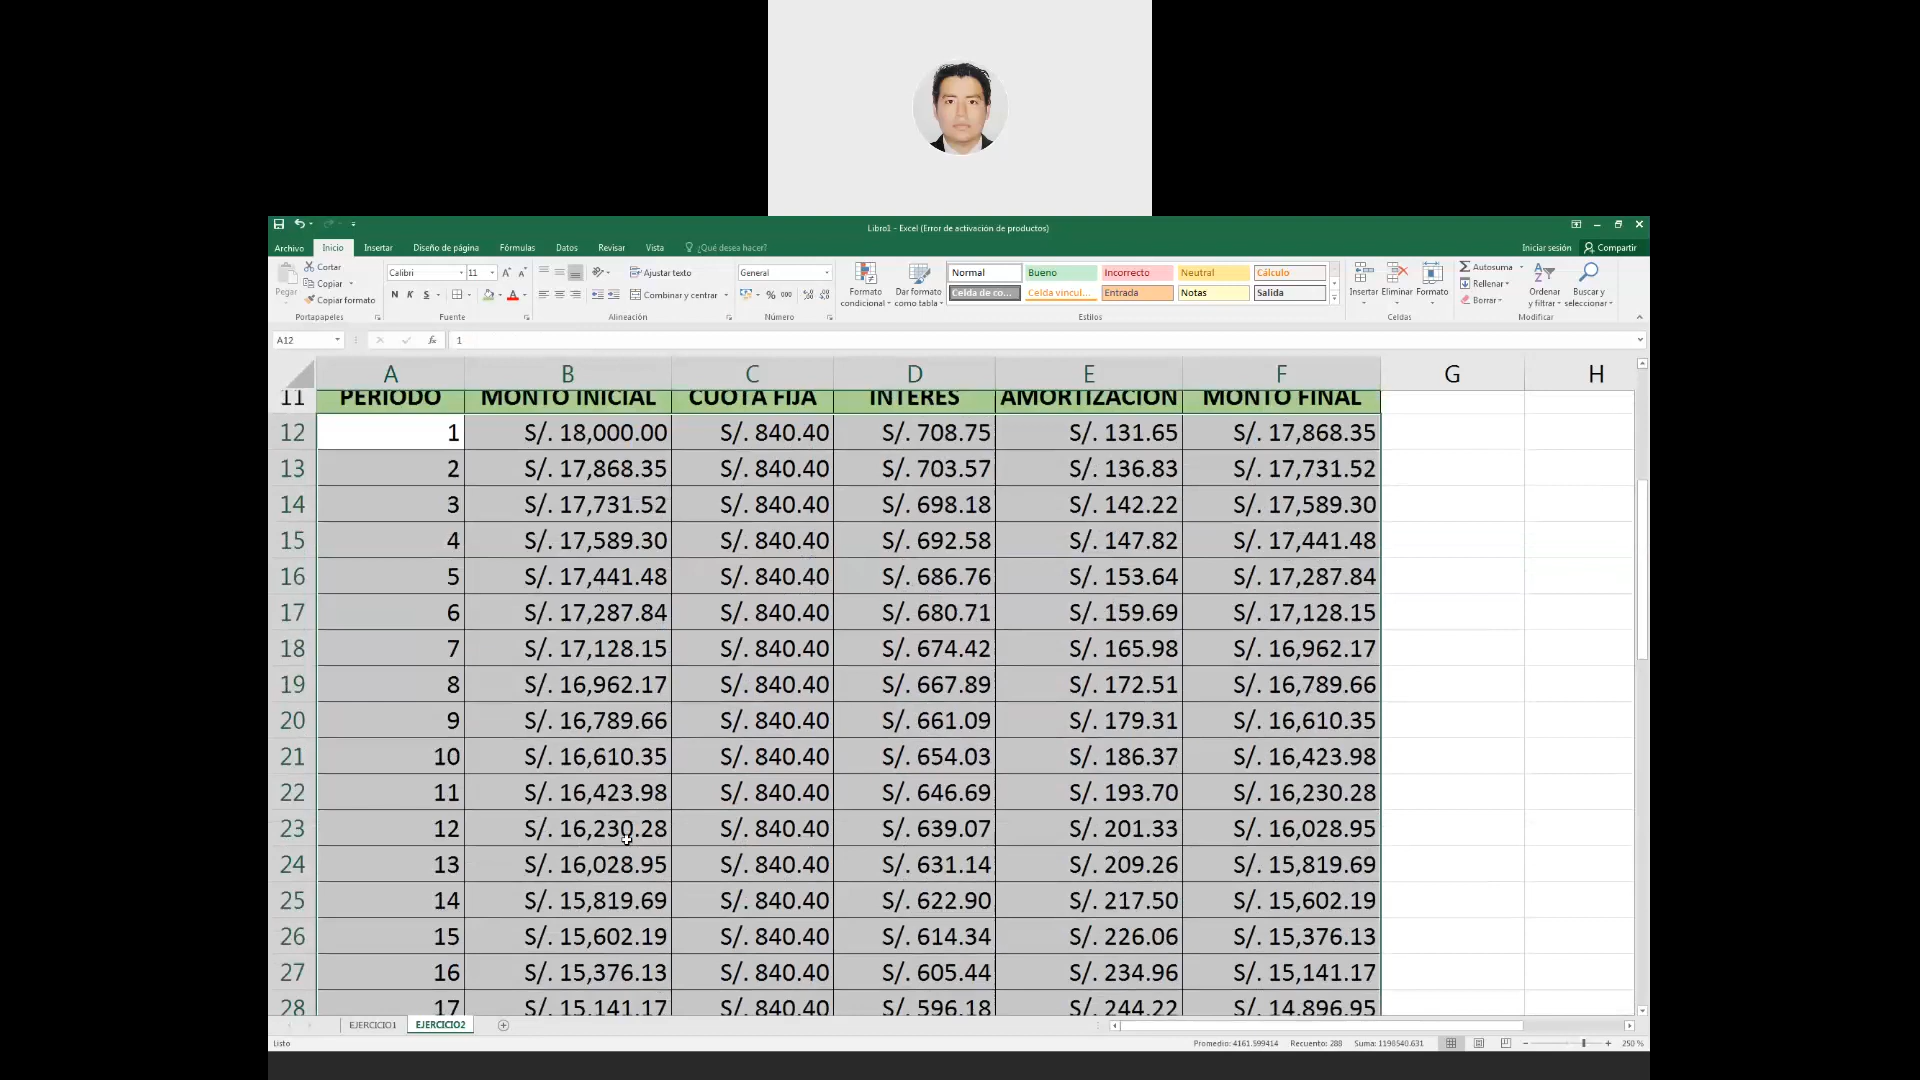 Libro1 - Excel (Error de activación de productos)
Archivo Inicio Insertar Diseño de página Fórmulas Datos Revisar Vista ¿Qué desea hacer? Iniciar sesión Compartir
Pegar Cortar Copiar Copiar formato
Calibri 11 N K S
Ajustar texto Combinar y centrar
General % 000
Formato condicional Dar formato como tabla
Normal Bueno Incorrecto Neutral Cálculo
Celda de co... Celda vincul... Entrada Notas Salida
Insertar Eliminar Formato
Autosuma Rellenar Borrar
Ordenar y filtrar Buscar y seleccionar
Portapapeles Fuente Alineación Número Estilos Celdas Modificar
A12 fx 1
A B C D E F G H
11 PERIODO MONTO INICIAL CUOTA FIJA INTERES AMORTIZACION MONTO FINAL
12 1 S/. 18,000.00 S/. 840.40 S/. 708.75 S/. 131.65 S/. 17,868.35
13 2 S/. 17,868.35 S/. 840.40 S/. 703.57 S/. 136.83 S/. 17,731.52
14 3 S/. 17,731.52 S/. 840.40 S/. 698.18 S/. 142.22 S/. 17,589.30
15 4 S/. 17,589.30 S/. 840.40 S/. 692.58 S/. 147.82 S/. 17,441.48
16 5 S/. 17,441.48 S/. 840.40 S/. 686.76 S/. 153.64 S/. 17,287.84
17 6 S/. 17,287.84 S/. 840.40 S/. 680.71 S/. 159.69 S/. 17,128.15
18 7 S/. 17,128.15 S/. 840.40 S/. 674.42 S/. 165.98 S/. 16,962.17
19 8 S/. 16,962.17 S/. 840.40 S/. 667.89 S/. 172.51 S/. 16,789.66
20 9 S/. 16,789.66 S/. 840.40 S/. 661.09 S/. 179.31 S/. 16,610.35
21 10 S/. 16,610.35 S/. 840.40 S/. 654.03 S/. 186.37 S/. 16,423.98
22 11 S/. 16,423.98 S/. 840.40 S/. 646.69 S/. 193.70 S/. 16,230.28
23 12 S/. 16,230.28 S/. 840.40 S/. 639.07 S/. 201.33 S/. 16,028.95
24 13 S/. 16,028.95 S/. 840.40 S/. 631.14 S/. 209.26 S/. 15,819.69
25 14 S/. 15,819.69 S/. 840.40 S/. 622.90 S/. 217.50 S/. 15,602.19
26 15 S/. 15,602.19 S/. 840.40 S/. 614.34 S/. 226.06 S/. 15,376.13
27 16 S/. 15,376.13 S/. 840.40 S/. 605.44 S/. 234.96 S/. 15,141.17
28 17 S/. 15,141.17 S/. 840.40 S/. 596.18 S/. 244.22 S/. 14,896.95
EJERCICIO1 EJERCICIO2
Listo Promedio: 4161.599414 Recuento: 288 Suma: 1198540.631 250 %